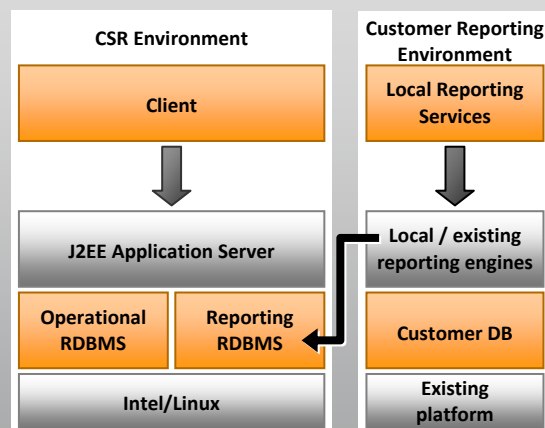 CSR Environment
Client
J2EE Application Server
Operational
RDBMS
Reporting
RDBMS
Intel/Linux
Customer Reporting
Environment
Local Reporting
Services
Local / existing
reporting engines
Customer DB
Existing
platform